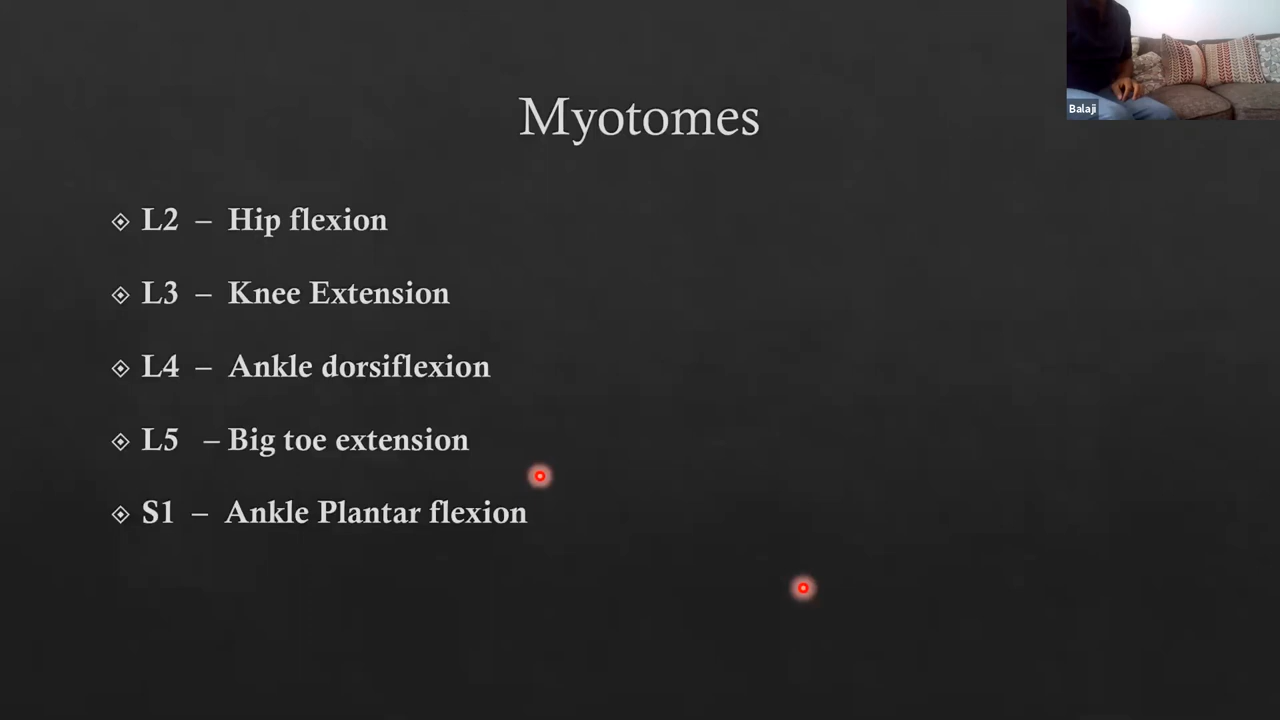 Balaji
Myotomes
L2 – Hip flexion
L3 – Knee Extension
L4 – Ankle dorsiflexion
L5 – Big toe extension
S1 – Ankle Plantar flexion